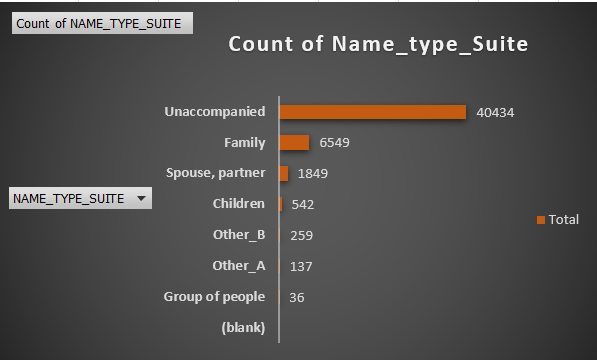 Count of NAME_TYPE_SUITE
Count of Name_type_Suite
Unaccompanied 40434
Family 6549
Spouse, partner 1849
NAME_TYPE_SUITE
Children 542
Other_B 259
Total
Other_A 137
Group of people 36
(blank)